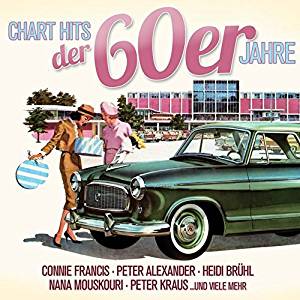 CHART HITS
der 60er
JAHRE
CONNIE FRANCIS · PETER ALEXANDER · HEIDI BRÜHL
NANA MOUSKOURI · PETER KRAUS ...UND VIELE MEHR